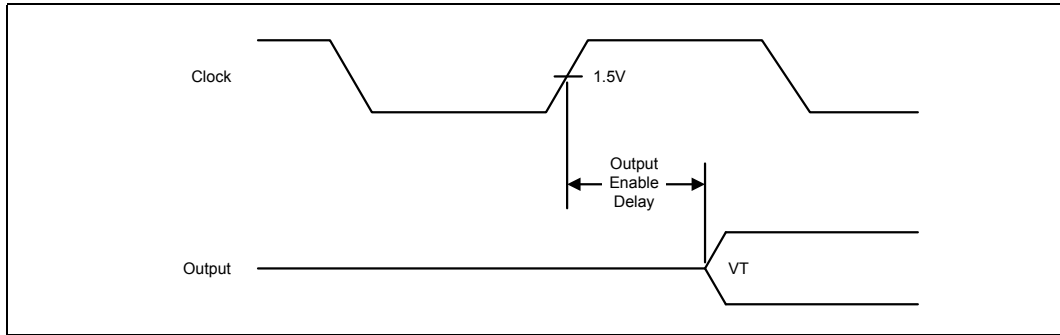 Clock
1.5V
Output
Enable
Delay
Output
VT